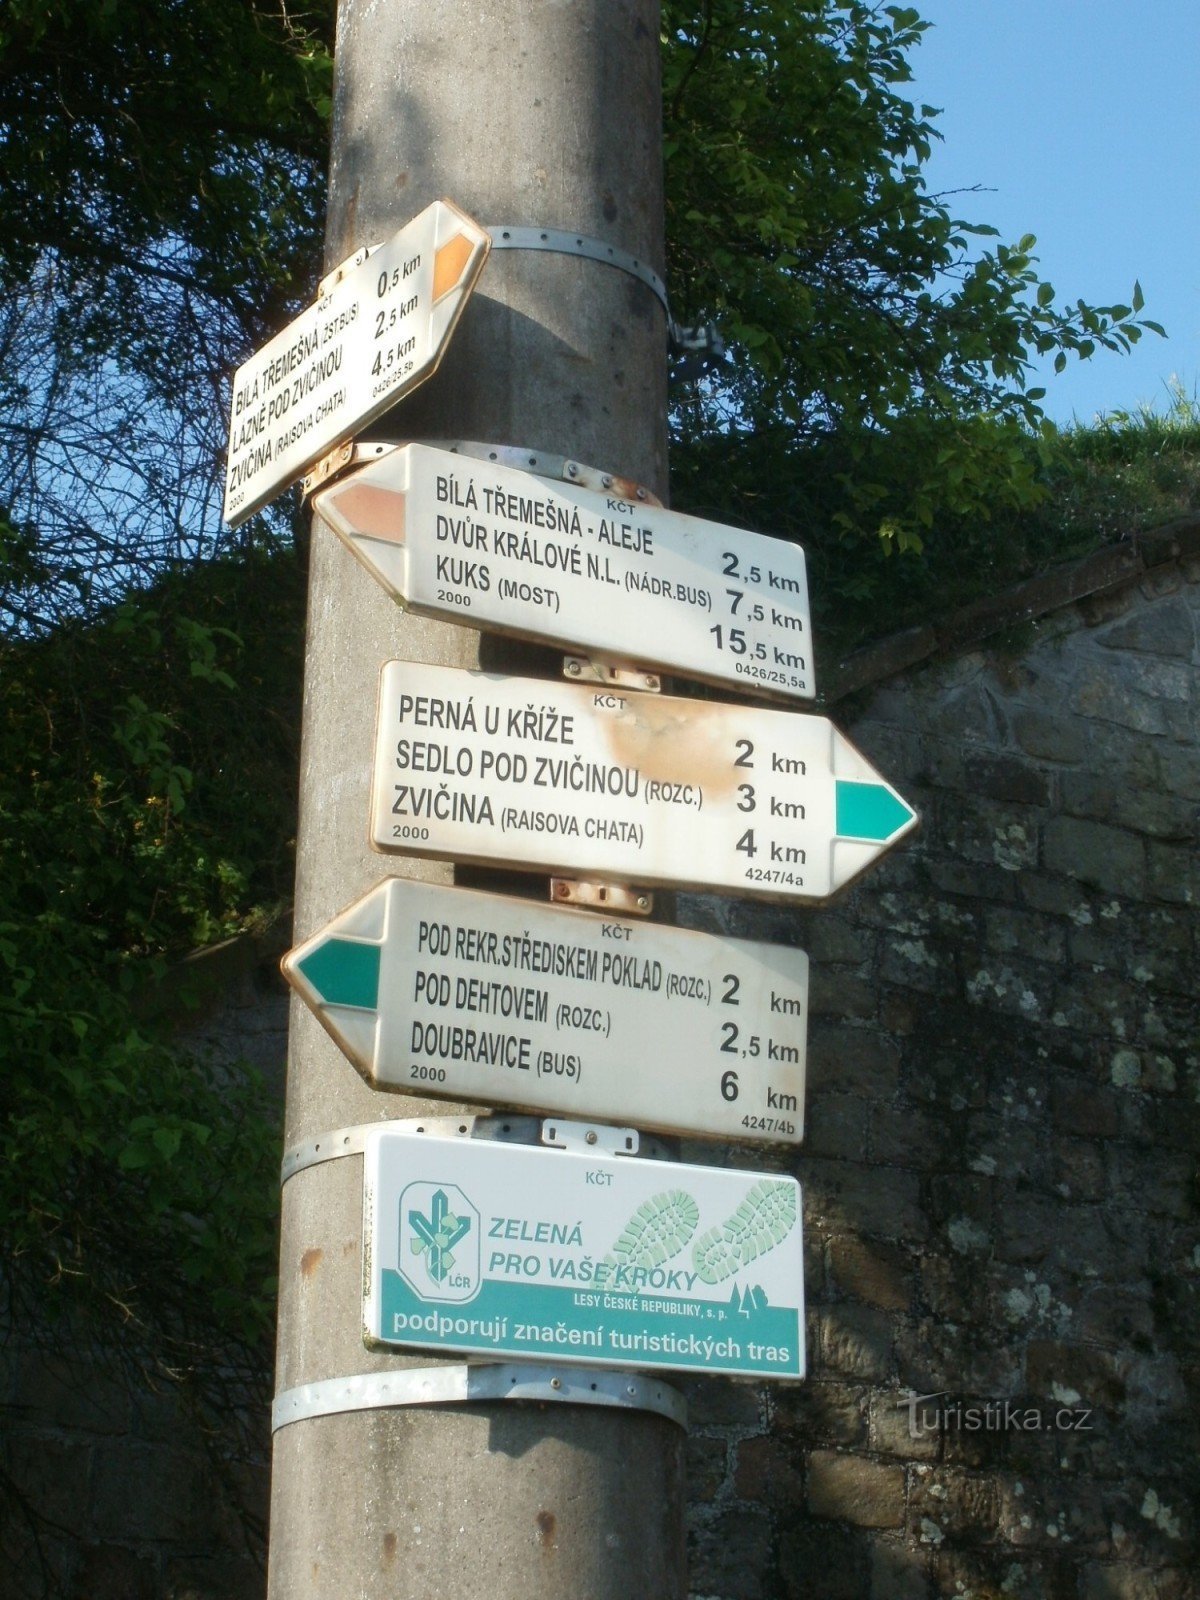 KČT
BÍLÁ TŘEMEŠNÁ (ŽST.BUS) 0,5 km
LÁZNĚ POD ZVIČINOU 2,5 km
ZVIČINA (RAISOVA CHATA) 4,5 km
2000 0426/25,5b
KČT
BÍLÁ TŘEMEŠNÁ - ALEJE 2,5 km
DVŮR KRÁLOVÉ N.L. (NÁDR.BUS) 7,5 km
KUKS (MOST) 15,5 km
2000 0426/25,5a
KČT
PERNÁ U KŘÍŽE 2 km
SEDLO POD ZVIČINOU (ROZC.) 3 km
ZVIČINA (RAISOVA CHATA) 4 km
2000 4247/4a
KČT
POD REKR.STŘEDISKEM POKLAD (ROZC.) 2 km
POD DEHTOVEM (ROZC.) 2,5 km
DOUBRAVICE (BUS) 6 km
2000 4247/4b
KČT
ZELENÁ
PRO VAŠE KROKY
LČR
LESY ČESKÉ REPUBLIKY, s. p.
podporují značení turistických tras
Turistika.cz